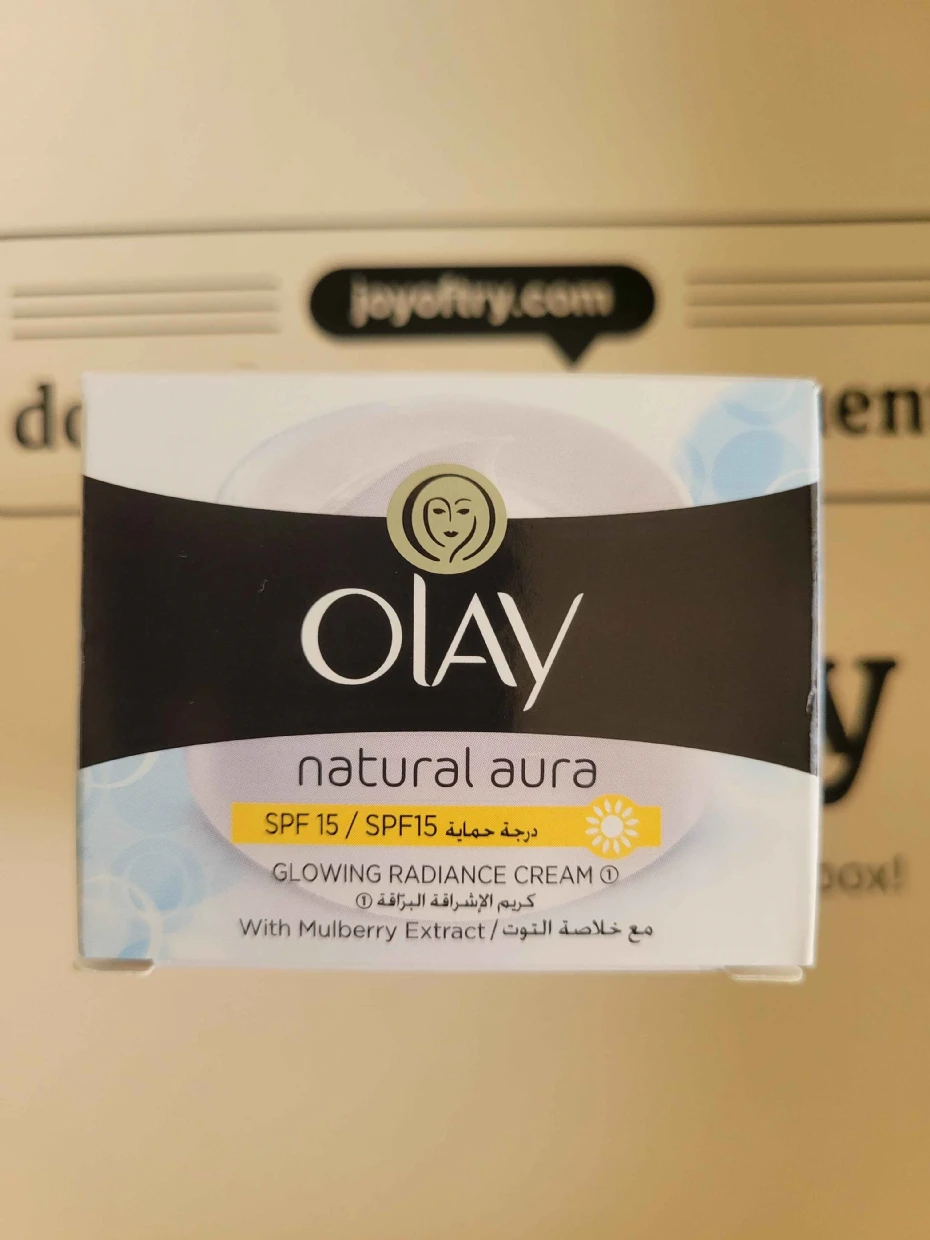 joyoftry.com
OLAY
natural aura
SPF 15 / SPF15 درجة حماية
GLOWING RADIANCE CREAM ①
كريم الإشراقة البرّاقة ①
With Mulberry Extract / مع خلاصة التوت